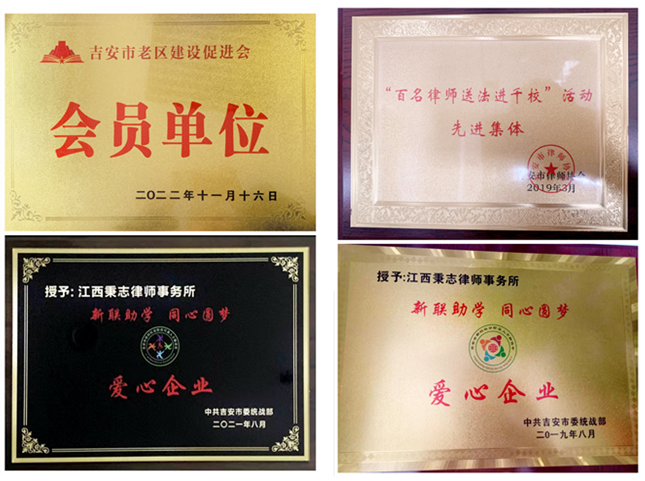 吉安市老区建设促进会
会员单位
二〇二二年十一月十六日
“百名律师送法进千校”活动
先进集体
安市律师协会
2019年3月
授予:江西秉志律师事务所
新联助学 同心圆梦
爱心企业
中共吉安市委统战部
二〇二一年八月
授予:江西秉志律师事务所
新联助学 同心圆梦
爱心企业
中共吉安市委统战部
二〇一九年八月